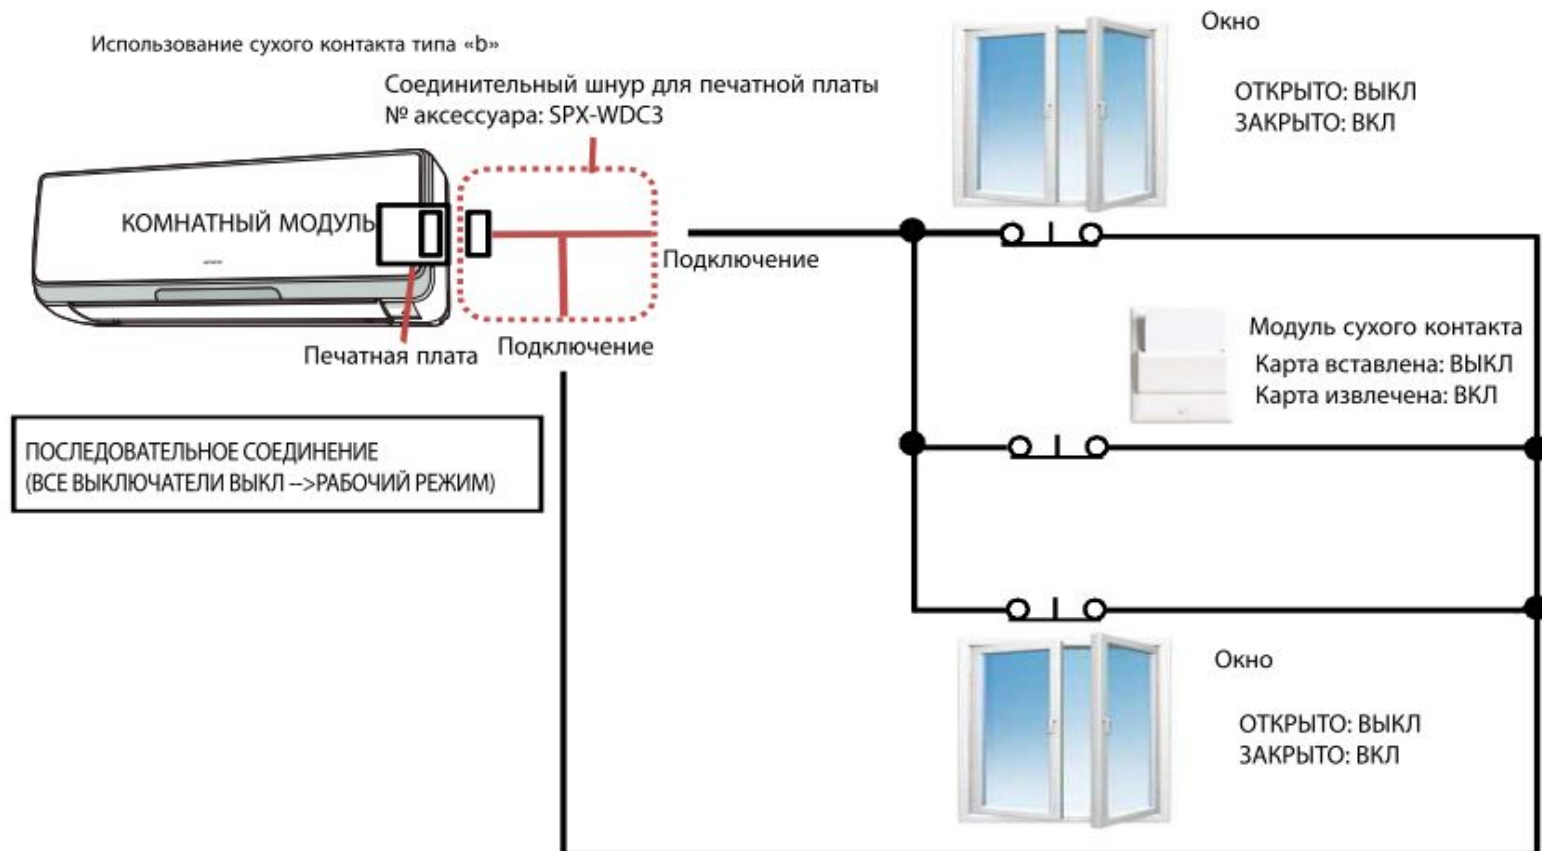 Использование сухого контакта типа «b»
Соединительный шнур для печатной платы
№ аксессуара: SPX-WDC3
Окно
ОТКРЫТО: ВЫКЛ
ЗАКРЫТО: ВКЛ
КОМНАТНЫЙ МОДУЛЬ
Подключение
Печатная плата
Подключение
Модуль сухого контакта
Карта вставлена: ВЫКЛ
Карта извлечена: ВКЛ
ПОСЛЕДОВАТЕЛЬНОЕ СОЕДИНЕНИЕ
(ВСЕ ВЫКЛЮЧАТЕЛИ ВЫКЛ -->РАБОЧИЙ РЕЖИМ)
Окно
ОТКРЫТО: ВЫКЛ
ЗАКРЫТО: ВКЛ